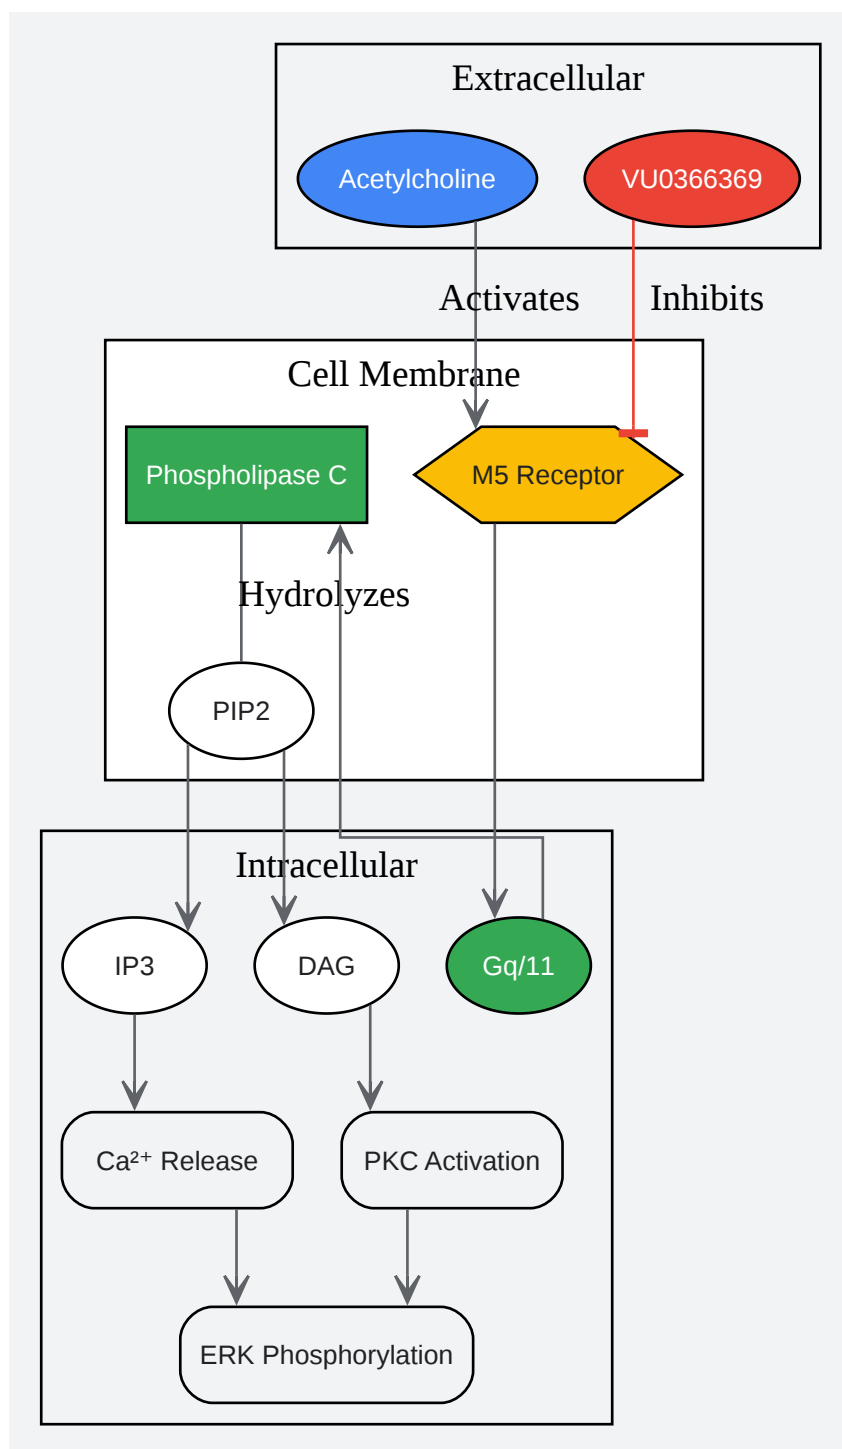 Extracellular
Acetylcholine
VU0366369
Activates
Inhibits
Cell Membrane
Phospholipase C
M5 Receptor
Hydrolyzes
PIP2
Intracellular
IP3
DAG
Gq/11
Ca²⁺ Release
PKC Activation
ERK Phosphorylation